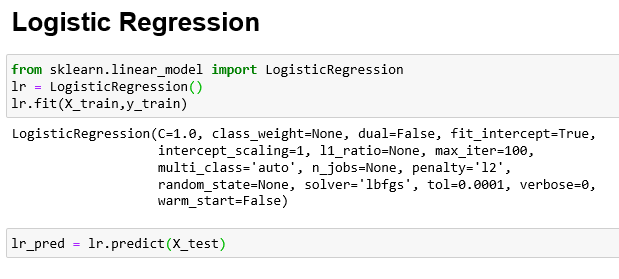 Logistic Regression
from sklearn.linear_model import LogisticRegression
lr = LogisticRegression()
lr.fit(X_train,y_train)
LogisticRegression(C=1.0, class_weight=None, dual=False, fit_intercept=True,
intercept_scaling=1, l1_ratio=None, max_iter=100,
multi_class='auto', n_jobs=None, penalty='l2',
random_state=None, solver='lbfgs', tol=0.0001, verbose=0,
warm_start=False)
lr_pred = lr.predict(X_test)